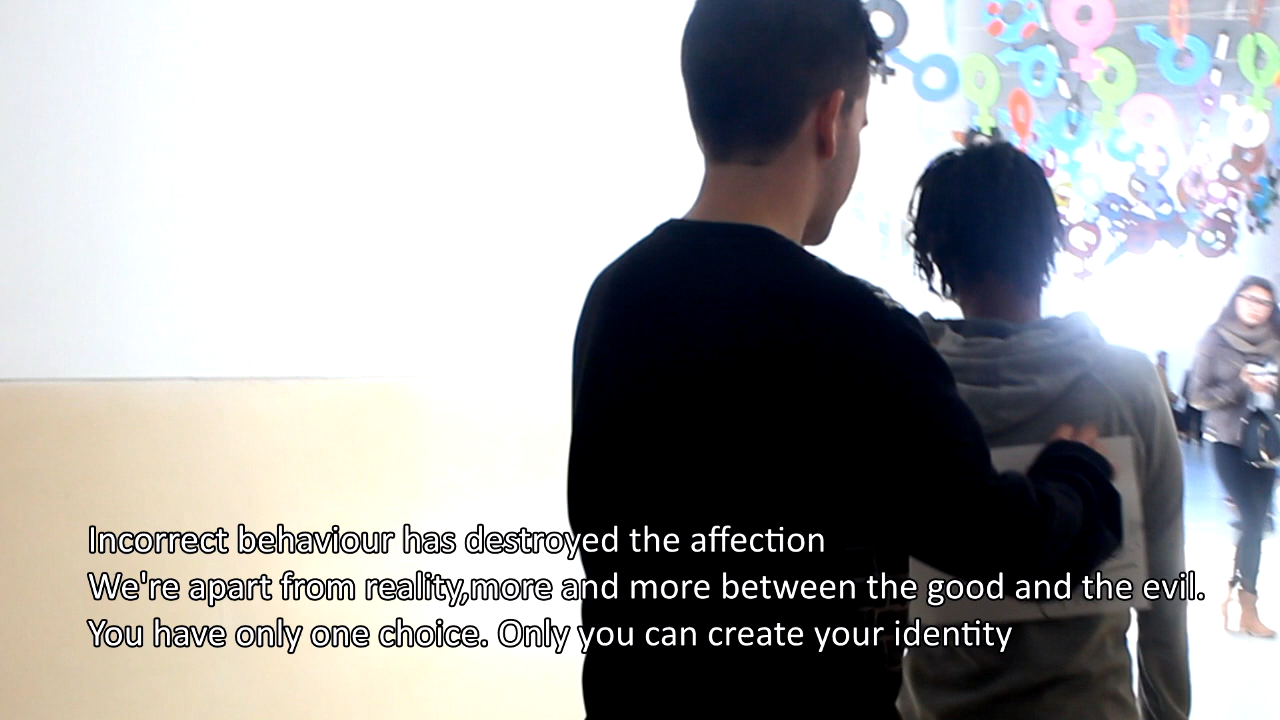 Incorrect behaviour has destroyed the affection
We're apart from reality,more and more between the good and the evil.
You have only one choice. Only you can create your identity